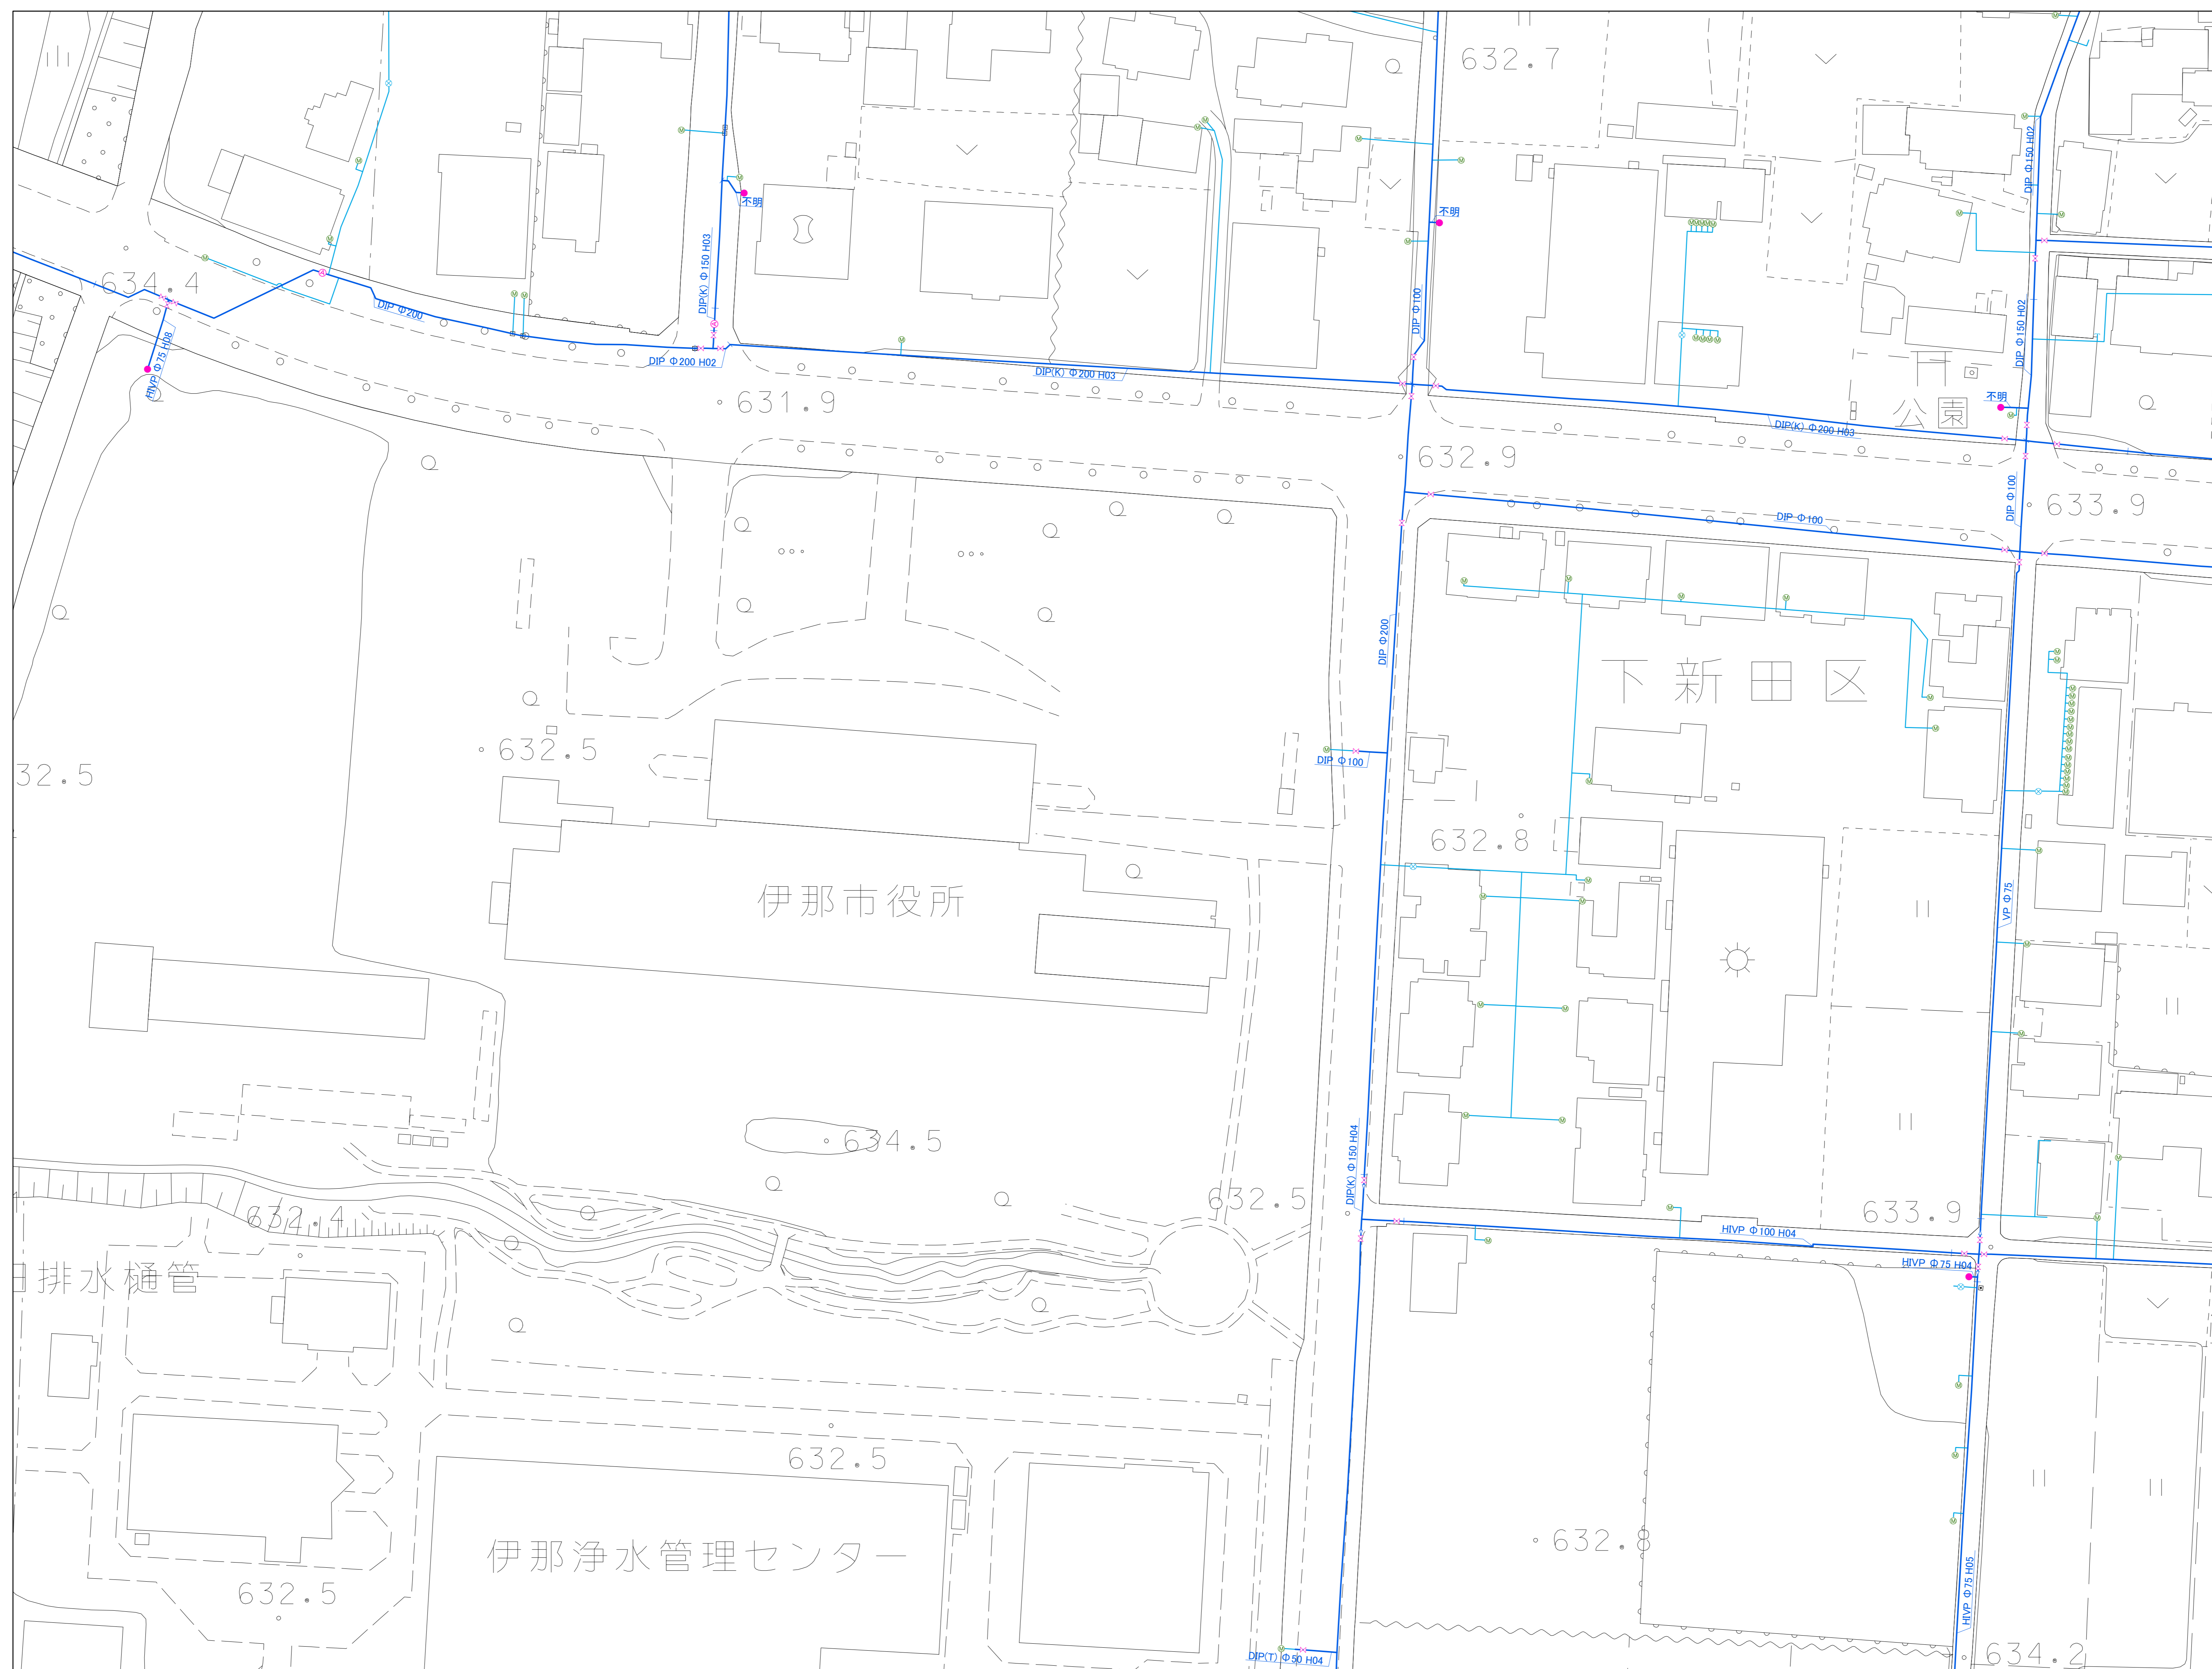 632.7
DIP Φ150 H02
不明
不明
DIP(K) Φ150 H03
634.4
DIP Φ200
DIP Φ100
DIP Φ150 H02
HIVP Φ75 H08
DIP Φ200 H02
DIP(K) Φ200 H03
631.9
不明
公園
DIP(K) Φ200 H03
632.9
DIP Φ100
633.9
DIP Φ100
DIP Φ200
下新田区
632.5
32.5
DIP Φ100
632.8
伊那市役所
VP Φ75
634.5
DIP(K) Φ150 H04
632.5
633.9
632.4
HIVP Φ100 H04
HIVP Φ75 H04
排水樋管
632.5
632.8
伊那浄水管理センター
632.5
HIVP Φ75 H05
DIP(T) Φ50 H04
634.2